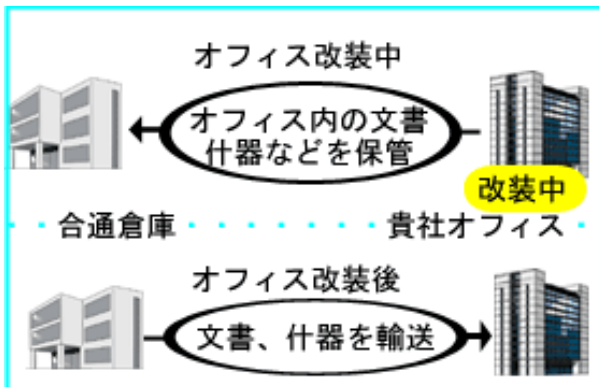 オフィス改装中
オフィス内の文書
什器などを保管
改装中
合通倉庫
貴社オフィス
オフィス改装後
文書、什器を輸送